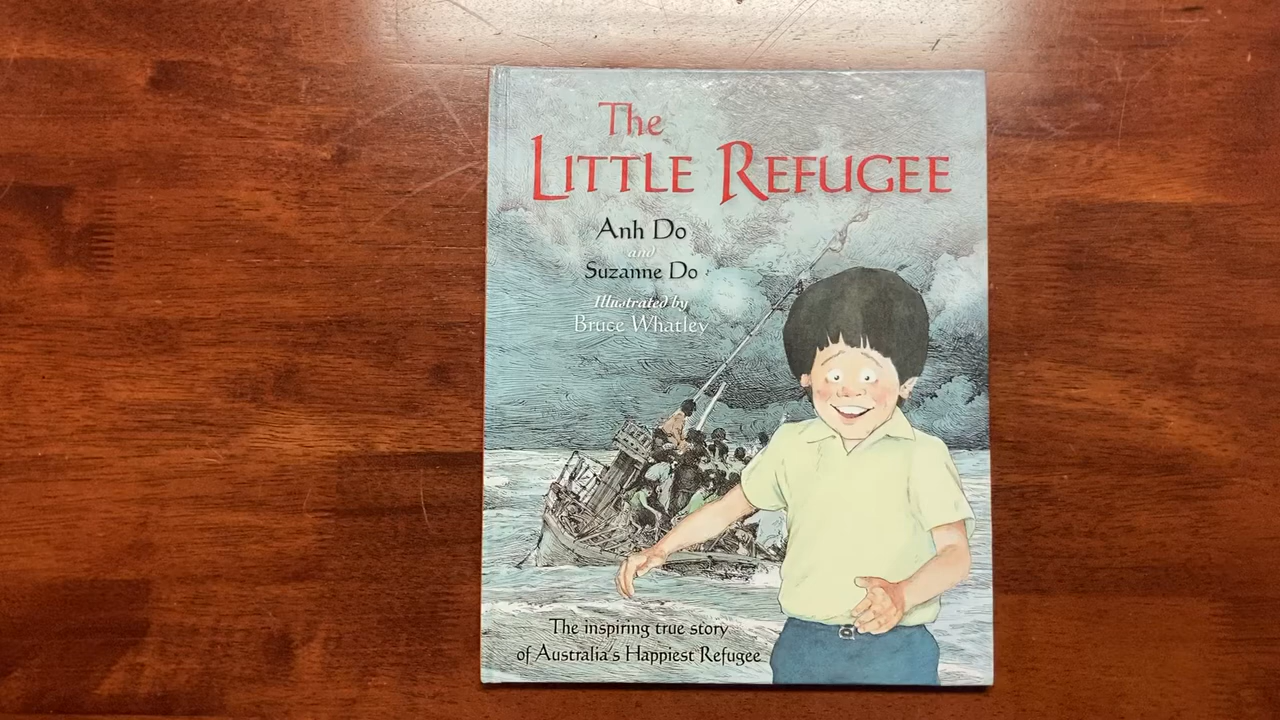 The
LITTLE REFUGEE
Anh Do
and
Suzanne Do
Illustrated by
Bruce Whatley
The inspiring true story
of Australia's Happiest Refugee